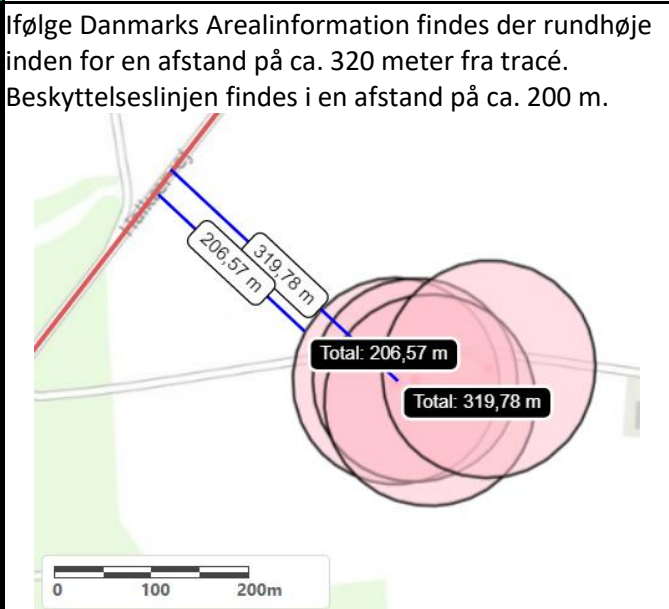 Ifølge Danmarks Arealinformation findes der rundhøje
inden for en afstand på ca. 320 meter fra tracé.
Beskyttelseslinjen findes i en afstand på ca. 200 m.
206,57 m
319,78 m
Total: 206,57 m
Total: 319,78 m
0 100 200m